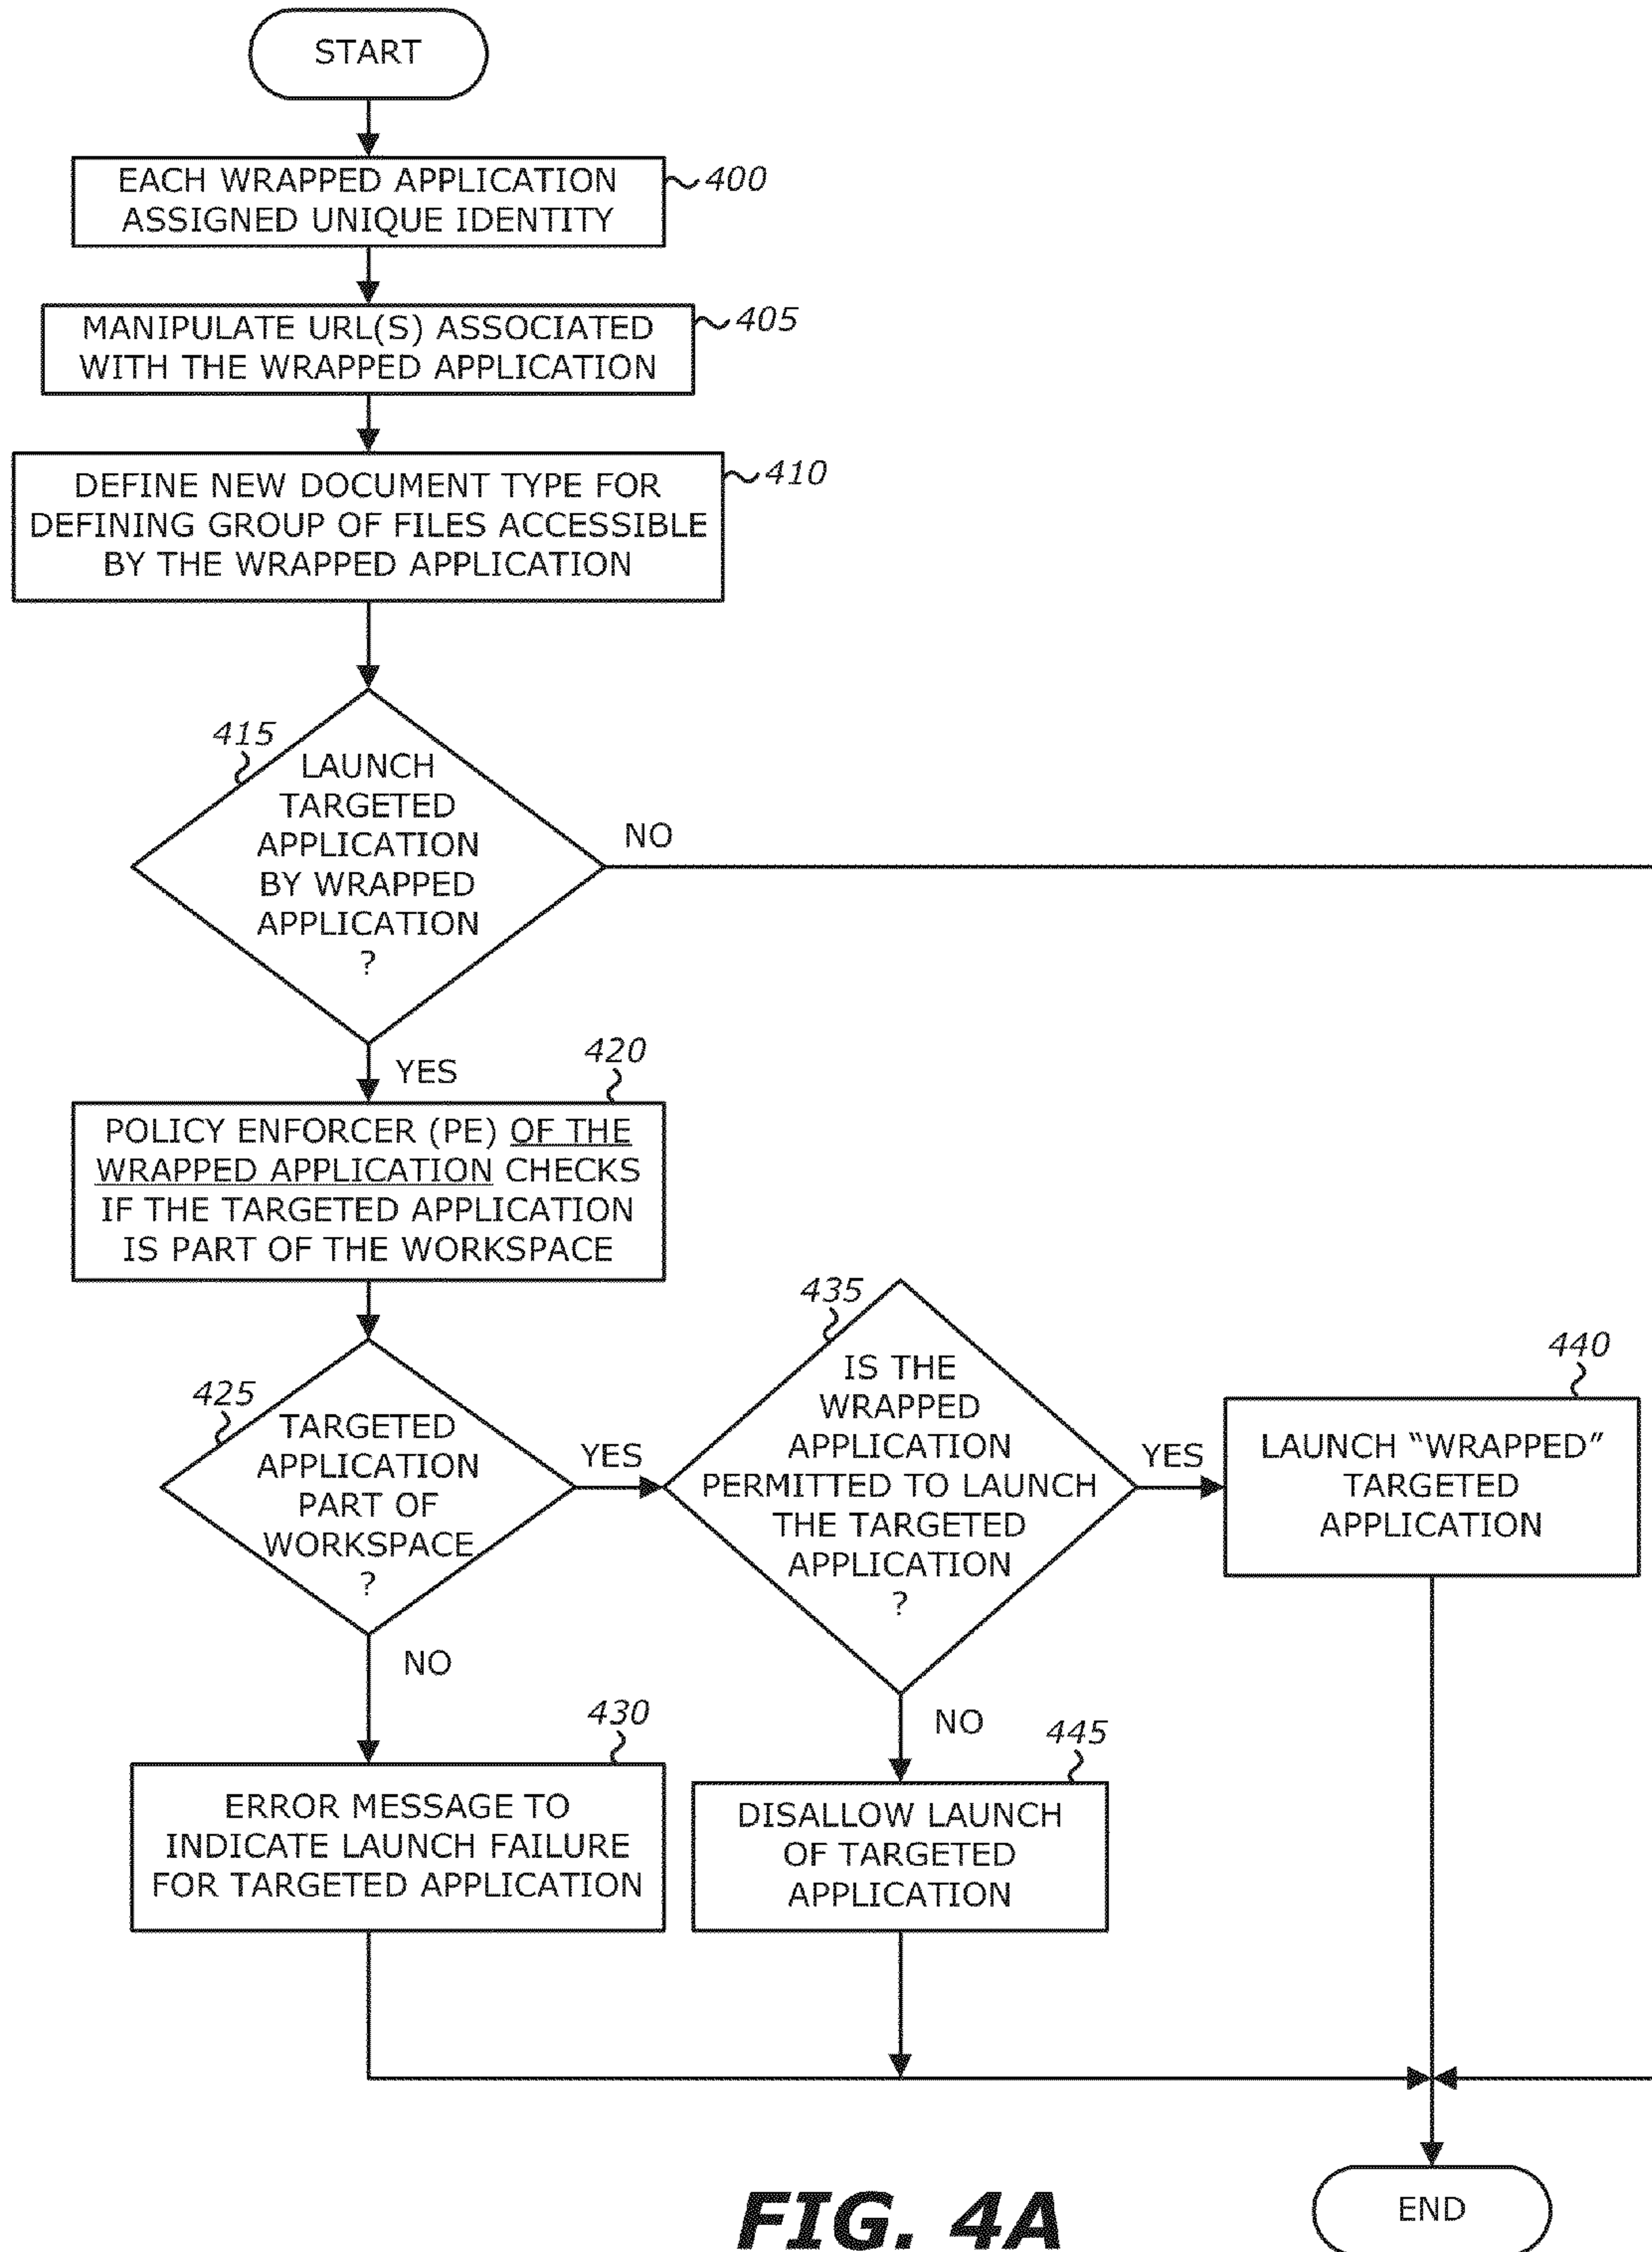 START
EACH WRAPPED APPLICATION
ASSIGNED UNIQUE IDENTITY
400
MANIPULATE URL(S) ASSOCIATED
WITH THE WRAPPED APPLICATION
405
DEFINE NEW DOCUMENT TYPE FOR
DEFINING GROUP OF FILES ACCESSIBLE
BY THE WRAPPED APPLICATION
410
415
LAUNCH
TARGETED
APPLICATION
BY WRAPPED
APPLICATION
?
NO
YES
420
POLICY ENFORCER (PE) OF THE
WRAPPED APPLICATION CHECKS
IF THE TARGETED APPLICATION
IS PART OF THE WORKSPACE
425
TARGETED
APPLICATION
PART OF
WORKSPACE
?
YES
NO
435
IS THE
WRAPPED
APPLICATION
PERMITTED TO LAUNCH
THE TARGETED
APPLICATION
?
YES
NO
440
LAUNCH “WRAPPED”
TARGETED
APPLICATION
430
ERROR MESSAGE TO
INDICATE LAUNCH FAILURE
FOR TARGETED APPLICATION
445
DISALLOW LAUNCH
OF TARGETED
APPLICATION
END
FIG. 4A